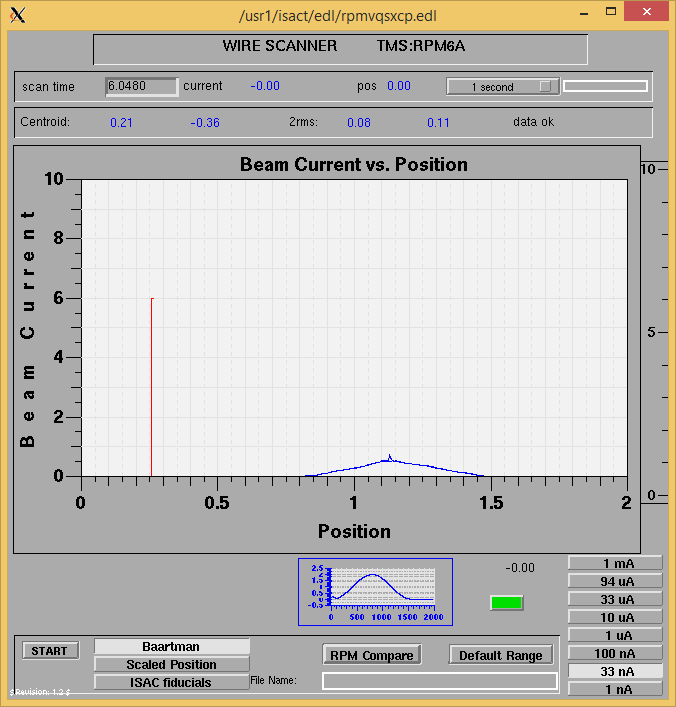 /usr1/isact/edl/rpmvqsxcp.edl
WIRE SCANNER TMS:RPM6A
scan time 6.0480 current -0.00 pos 0.00 1 second
Centroid: 0.21 -0.36 2rms: 0.08 0.11 data ok
Beam Current vs. Position
10
8
6
4
2
0
Beam Current
10
5
0
0 0.5 1 1.5 2
Position
2.5
1.5
0.5
-0.5
0 500 1000 1500 2000
-0.00
1 mA
94 uA
33 uA
10 uA
1 uA
100 nA
33 nA
1 nA
START
Baartman
Scaled Position
ISAC fiducials
RPM Compare
Default Range
File Name:
$Revision: 1.2 $